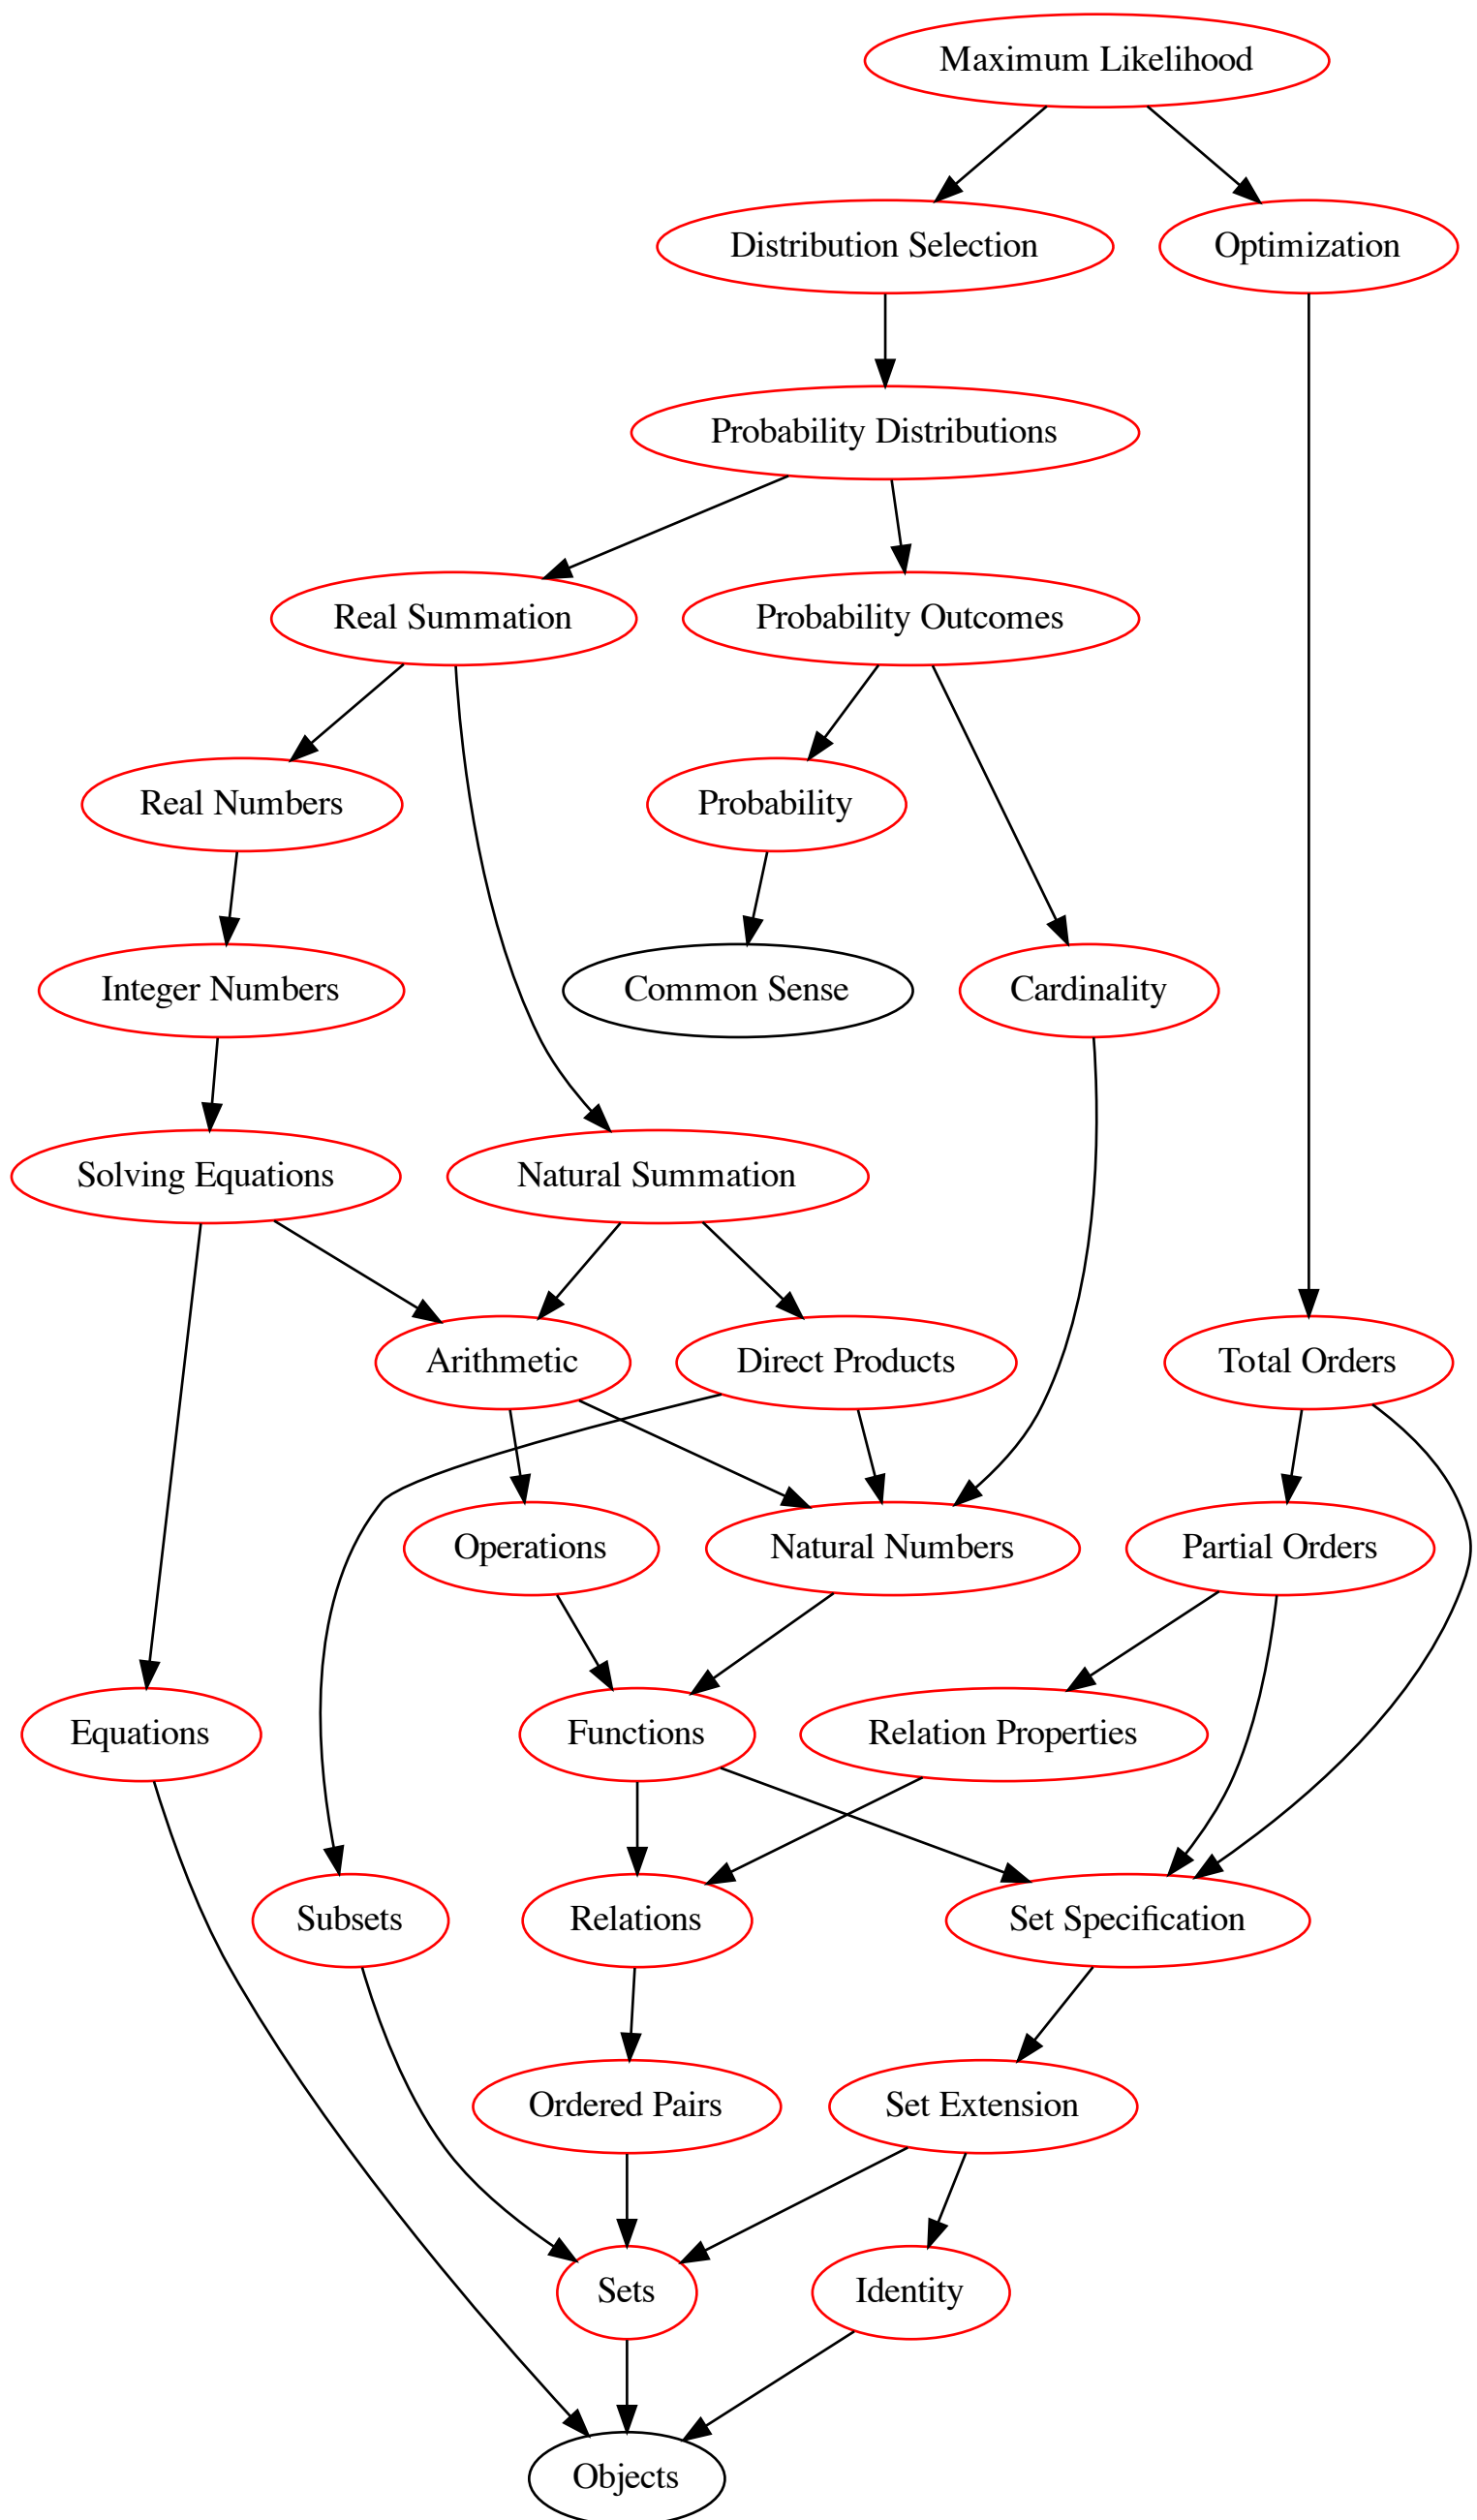 Maximum Likelihood
Distribution Selection
Optimization
Probability Distributions
Real Summation
Probability Outcomes
Real Numbers
Probability
Integer Numbers
Common Sense
Cardinality
Solving Equations
Natural Summation
Arithmetic
Direct Products
Total Orders
Operations
Natural Numbers
Partial Orders
Equations
Functions
Relation Properties
Subsets
Relations
Set Specification
Ordered Pairs
Set Extension
Sets
Identity
Objects